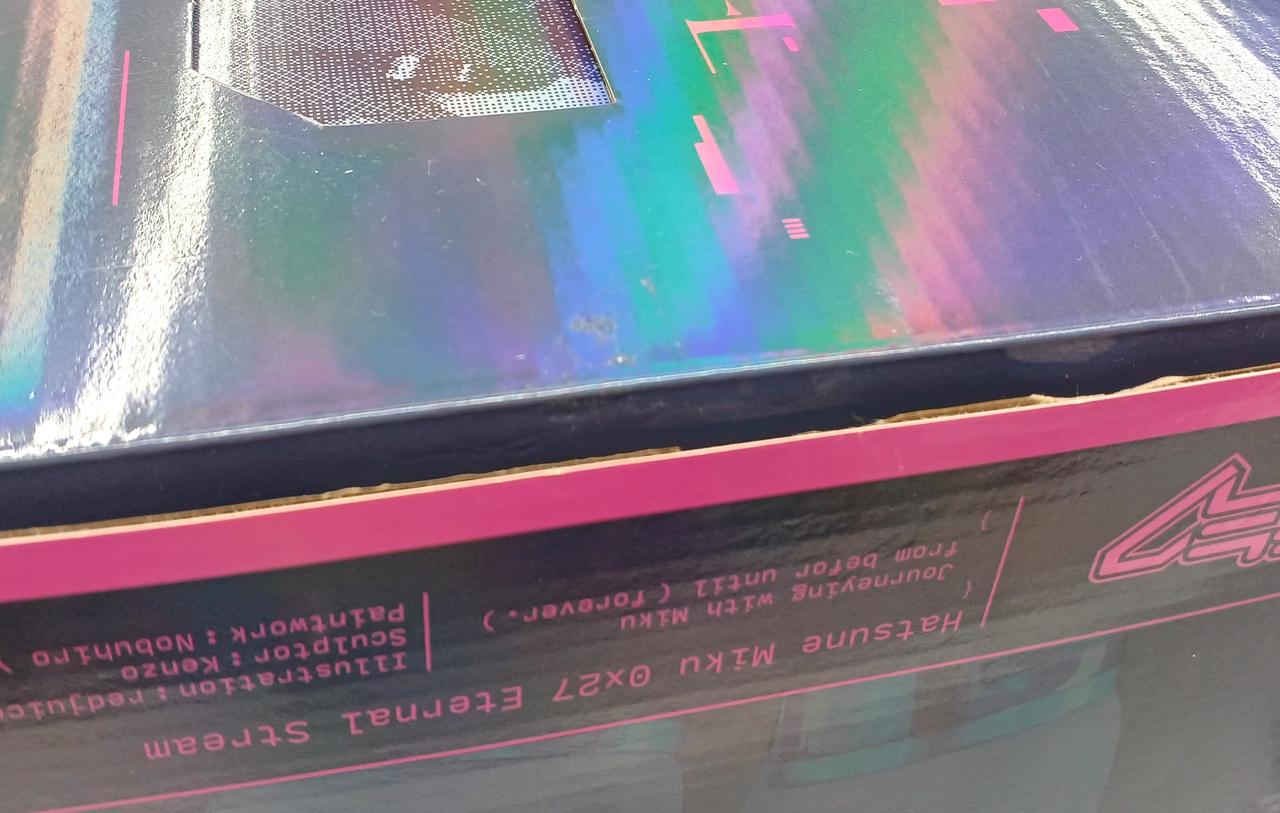 Hatsune Miku 0x27 Eternal Stream
{
Journeying with Miku
from befor until ( forever.)
}
Illustration : redjuice
Sculptor : Kenzo
Paintwork : Nobuhiro